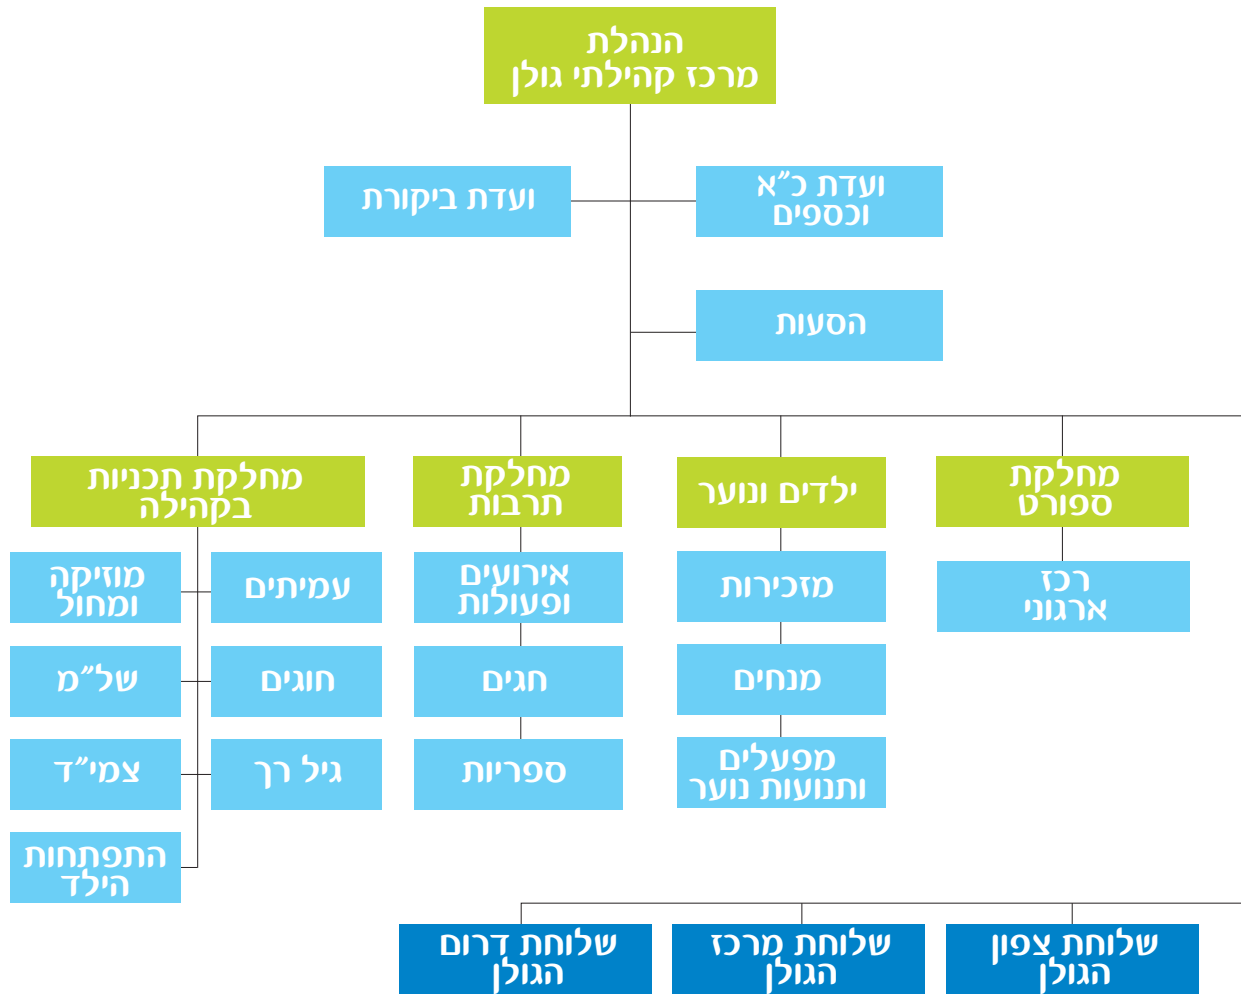 הנהלת
מרכז קהילתי גולן
ועדת כ"א
וכספים
ועדת ביקורת
הסעות
מחלקת
ספורט
ילדים ונוער
מחלקת
תרבות
מחלקת תכניות
בקהילה
רכז
ארגוני
מזכירות
מנחים
מפעלים
ותנועות נוער
אירועים
ופעולות
חגים
ספריות
עמיתים
מוזיקה
ומחול
חוגים
של"מ
גיל רך
צמי"ד
התפתחות
הילד
שלוחת צפון
הגולן
שלוחת מרכז
הגולן
שלוחת דרום
הגולן